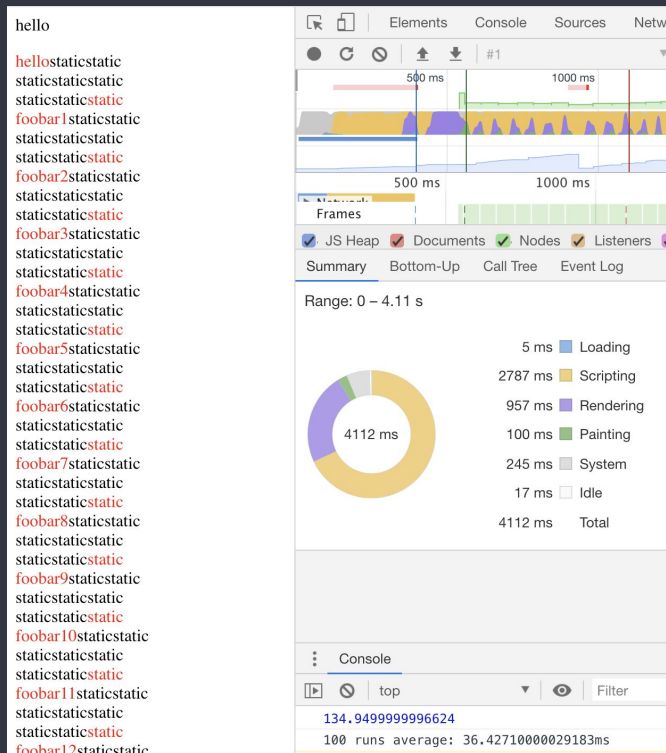 hello
hellostaticstatic
staticstaticstatic
staticstaticstatic
foobar1staticstatic
staticstaticstatic
staticstaticstatic
foobar2staticstatic
staticstaticstatic
staticstaticstatic
foobar3staticstatic
staticstaticstatic
staticstaticstatic
foobar4staticstatic
staticstaticstatic
staticstaticstatic
foobar5staticstatic
staticstaticstatic
staticstaticstatic
foobar6staticstatic
staticstaticstatic
staticstaticstatic
foobar7staticstatic
staticstaticstatic
staticstaticstatic
foobar8staticstatic
staticstaticstatic
staticstaticstatic
foobar9staticstatic
staticstaticstatic
staticstaticstatic
foobar10staticstatic
staticstaticstatic
staticstaticstatic
foobar11staticstatic
staticstaticstatic
staticstaticstatic
foobar12staticstatic
Elements Console Sources Netw
#1
500 ms 1000 ms
500 ms 1000 ms
Network
Frames
JS Heap Documents Nodes Listeners
Summary Bottom-Up Call Tree Event Log
Range: 0 – 4.11 s
4112 ms
5 ms Loading
2787 ms Scripting
957 ms Rendering
100 ms Painting
245 ms System
17 ms Idle
4112 ms Total
Console
top Filter
134.9499999996624
100 runs average: 36.42710000029183ms